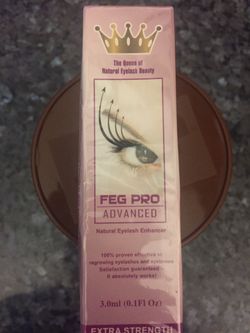 The Queen of
Natural Eyelash Beauty
FEG PRO
ADVANCED
Natural Eyelash Enhancer
100% proven effective in
regrowing eyelashes and eyebrows
Satisfaction guaranteed
it absolutely works!
3.0ml (0.1Fl Oz)
EXTRA STRENGTH